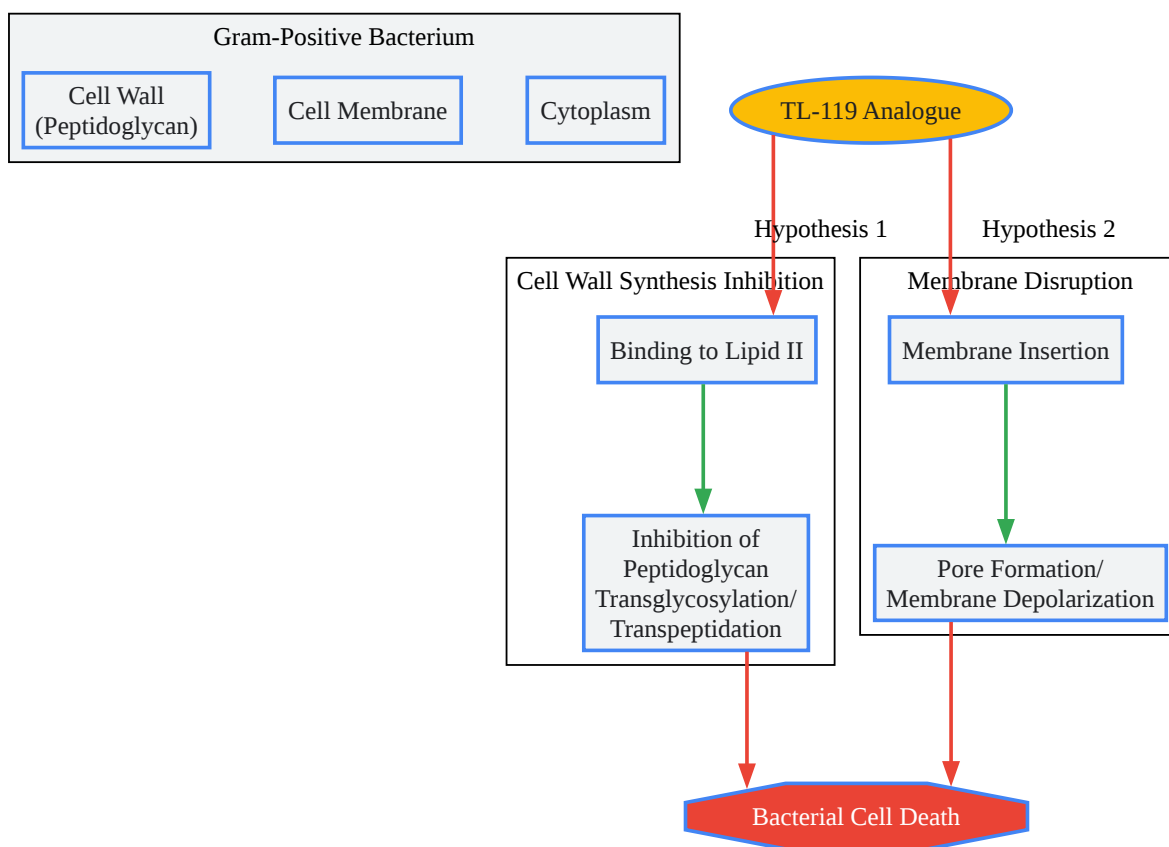 Gram-Positive Bacterium
Cell Wall
(Peptidoglycan)
Cell Membrane
Cytoplasm
TL-119 Analogue
Hypothesis 1
Hypothesis 2
Cell Wall Synthesis Inhibition
Binding to Lipid II
Inhibition of
Peptidoglycan
Transglycosylation/
Transpeptidation
Membrane Disruption
Membrane Insertion
Pore Formation/
Membrane Depolarization
Bacterial Cell Death